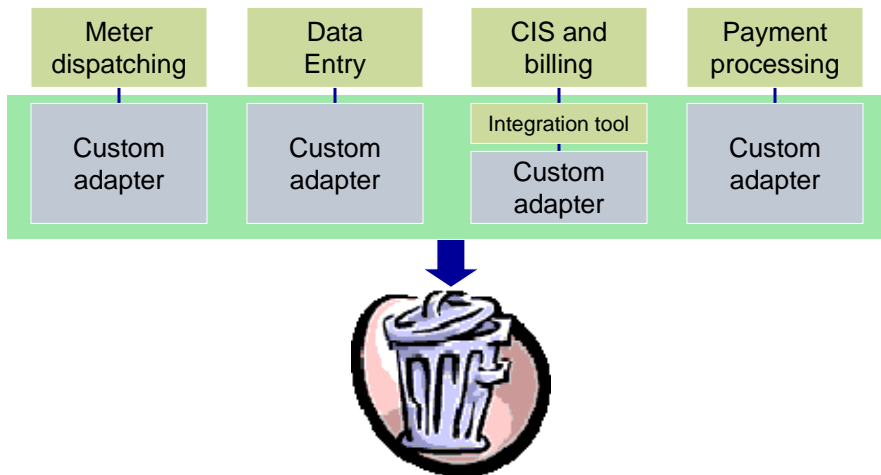 Meter
dispatching
Data
Entry
CIS and
billing
Payment
processing
Custom
adapter
Custom
adapter
Integration tool
Custom
adapter
Custom
adapter